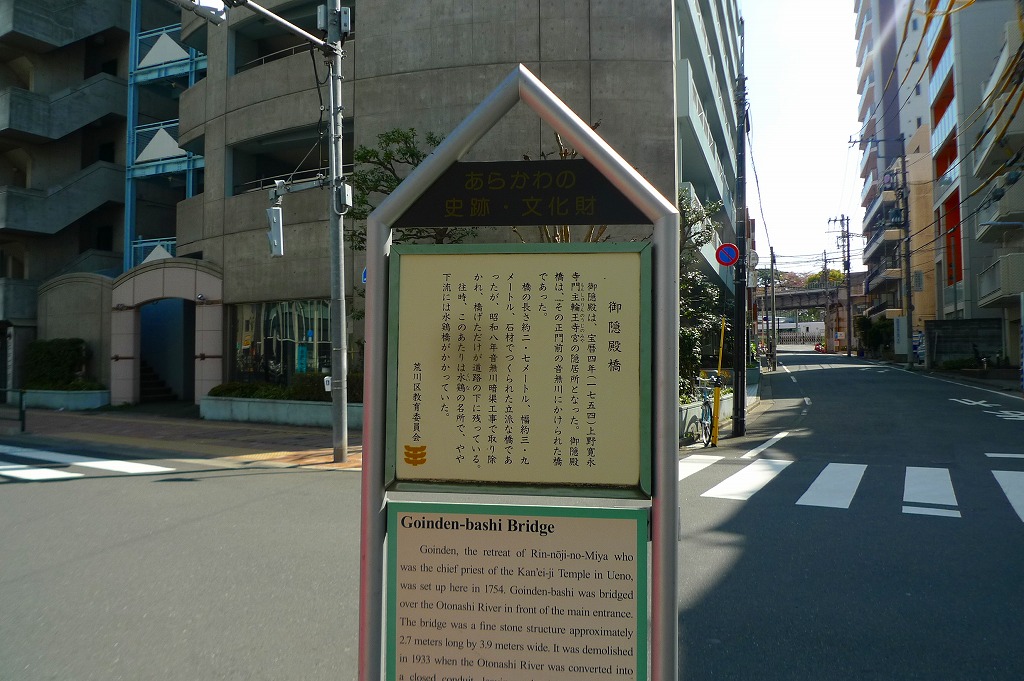 あらかわの
史跡・文化財
御隠殿橋
御隠殿は、宝暦四年(一七五四)上野寛永
寺門主輪王寺宮の隠居所となった。御隠殿
橋は、その正門前の音無川にかけられた橋
であった。
橋の長さ約二・七メートル、幅約三・九
メートル、石材でつくられた立派な橋であ
ったが、昭和八年音無川暗渠工事で取り除
かれ、橋げただけが道路の下に残っている。
往時、このあたりは水鶏の名所で、やや
下流には水鶏橋がかかっていた。
荒川区教育委員会
Goinden-bashi Bridge
Goinden, the retreat of Rin-nōji-no-Miya who
was the chief priest of the Kan'ei-ji Temple in Ueno,
was set up here in 1754. Goinden-bashi was bridged
over the Otonashi River in front of the main entrance.
The bridge was a fine stone structure approximately
2.7 meters long by 3.9 meters wide. It was demolished
in 1933 when the Otonashi River was converted into
a closed conduit,
止まれ